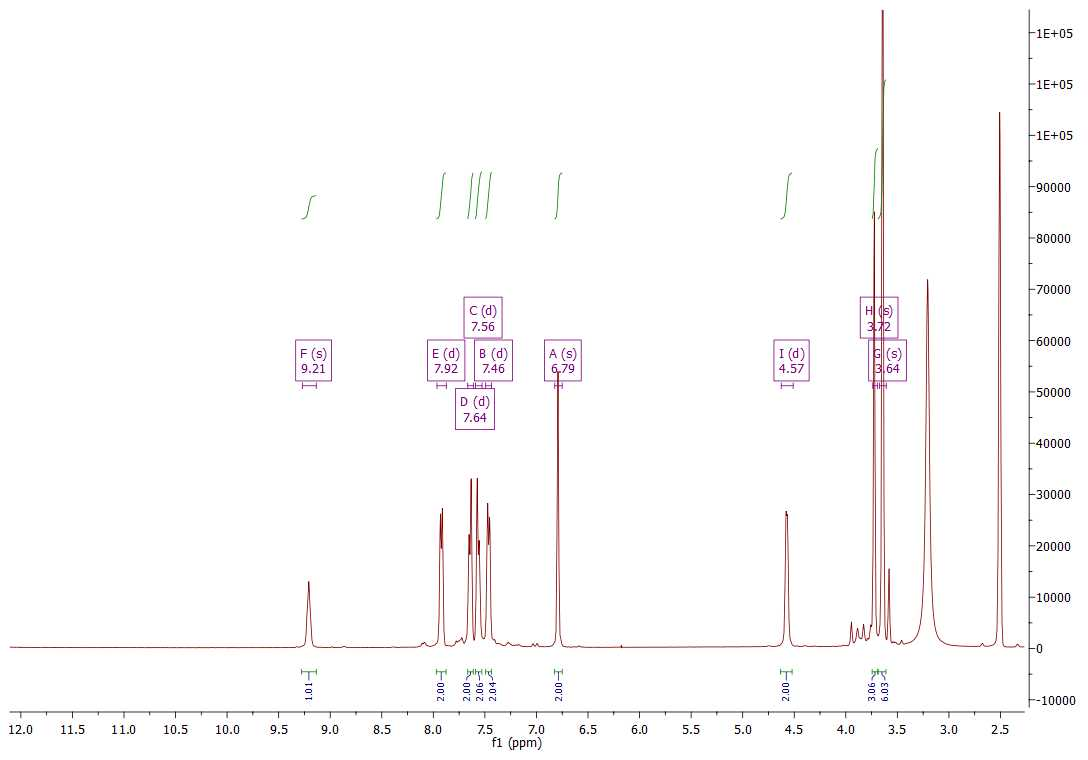 1E+05
1E+05
1E+05
90000
80000
70000
60000
50000
40000
30000
20000
10000
0
-10000
C (d)
7.56
H (s)
3.72
F (s)
9.21
E (d)
7.92
B (d)
7.46
A (s)
6.79
I (d)
4.57
G (s)
3.64
D (d)
7.64
1.01
2.00
2.00
2.06
2.04
2.00
2.00
3.06
6.03
12.0 11.5 11.0 10.5 10.0 9.5 9.0 8.5 8.0 7.5 7.0 6.5 6.0 5.5 5.0 4.5 4.0 3.5 3.0 2.5
f1 (ppm)